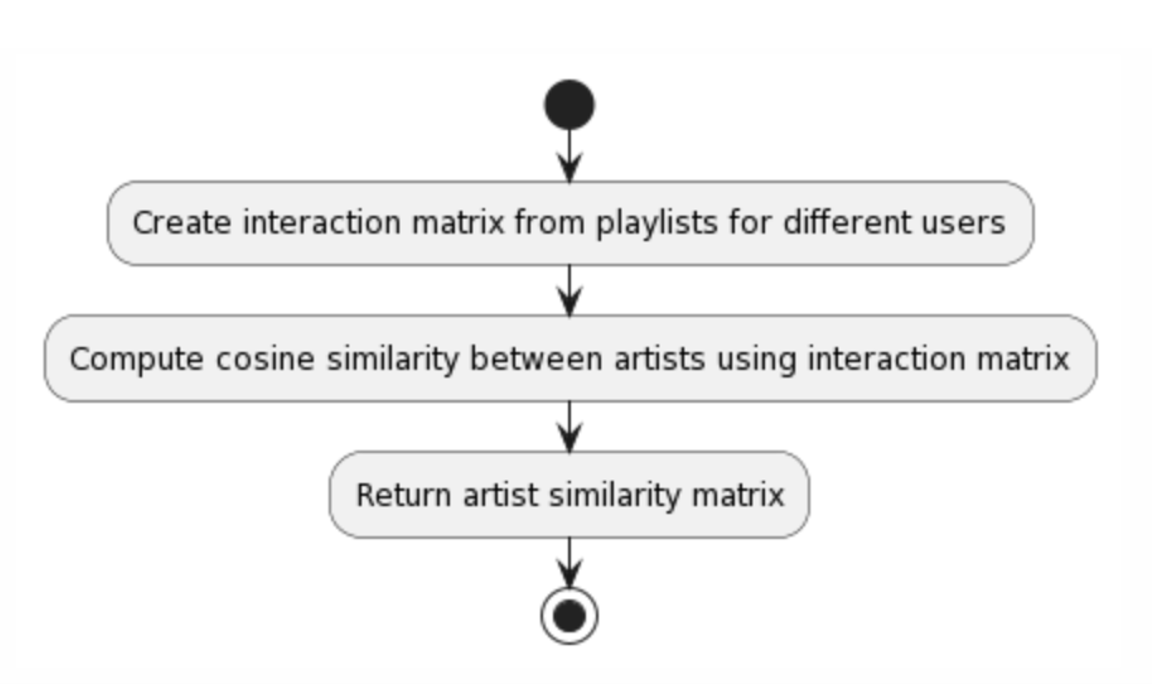 Create interaction matrix from playlists for different users
Compute cosine similarity between artists using interaction matrix
Return artist similarity matrix